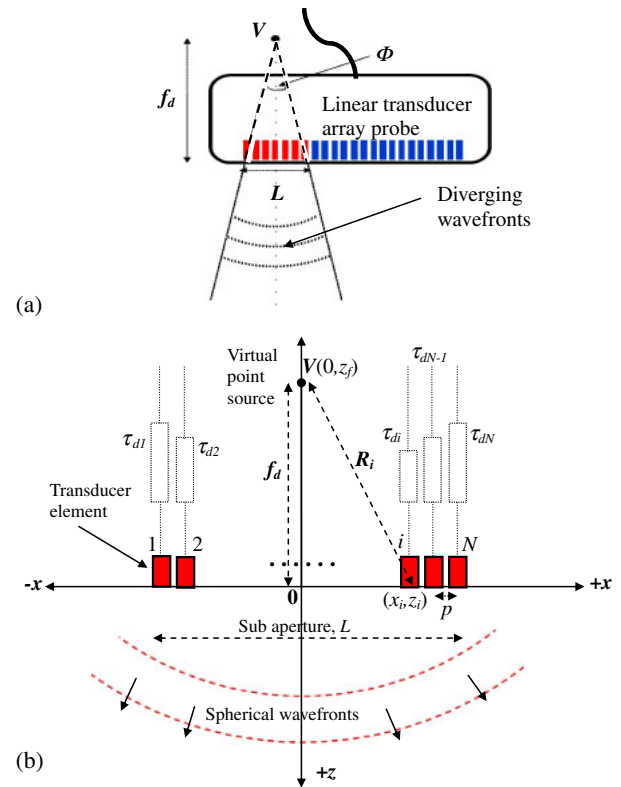 V
Φ
f_d
Linear transducer
array probe
L
Diverging
wavefronts
(a)
τ_dN-1
Virtual
point
source
V(0,z_f)
τ_d1
τ_d2
τ_di
τ_dN
f_d
R_i
Transducer
element
1
2
......
i
N
-x
0
(x_i,z_i)
p
+x
Sub aperture, L
Spherical wavefronts
(b)
+z